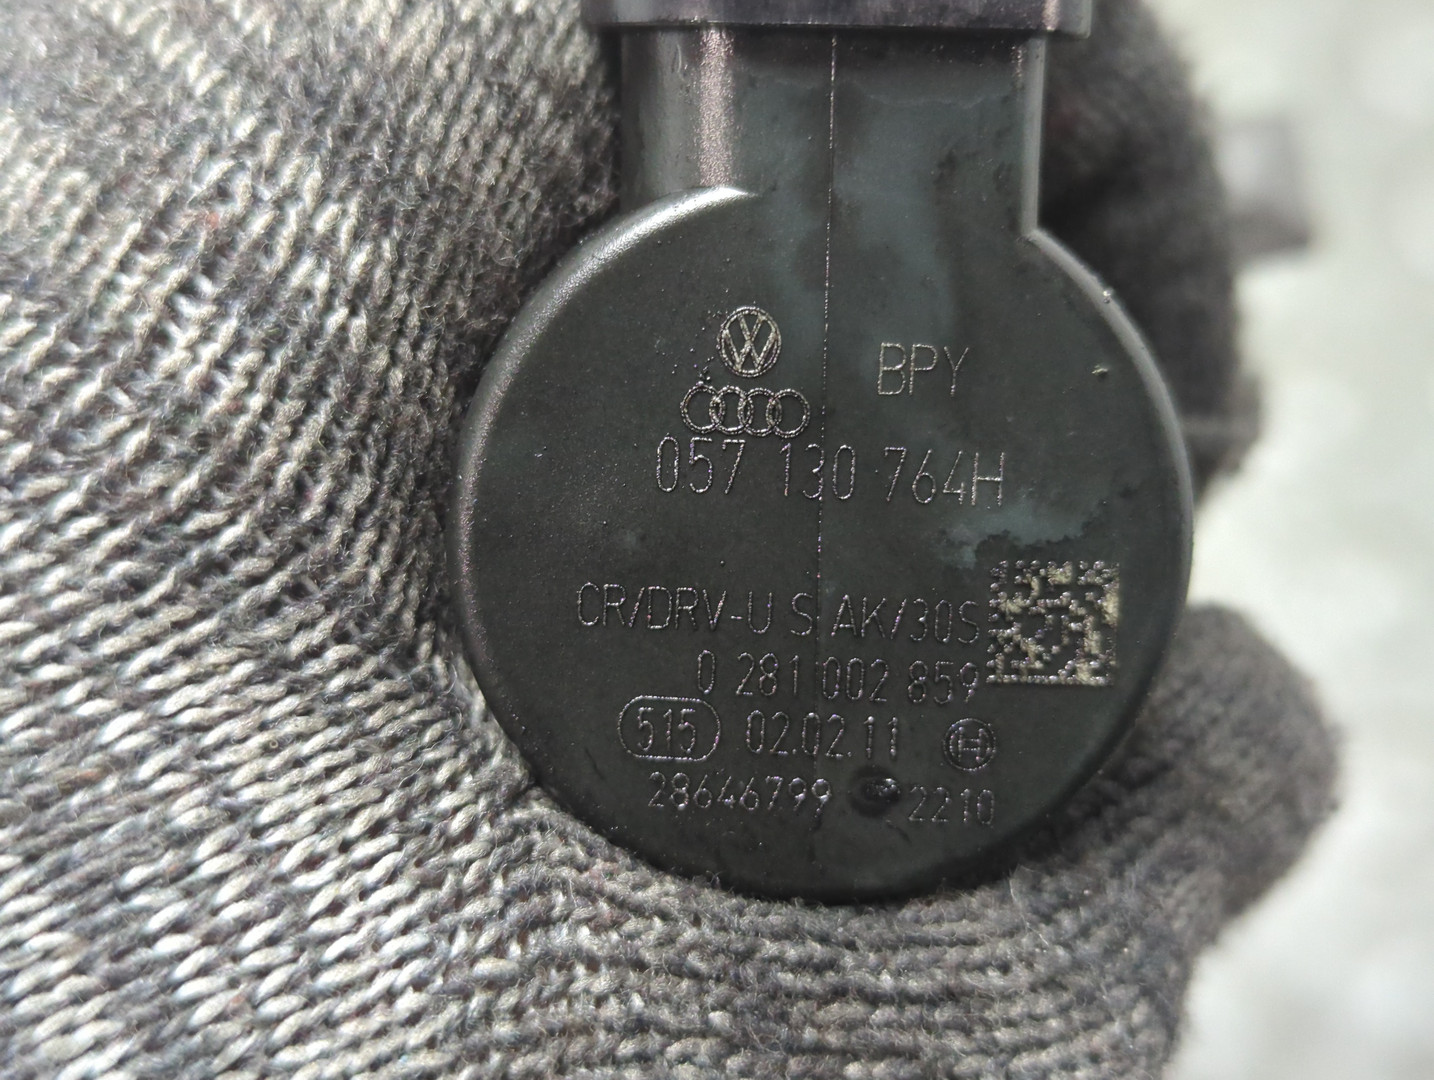 BPY
057 130 764H
CR/DRV-U S AK/30S
0 281 002 859
515 02.02.11
28646799 2210